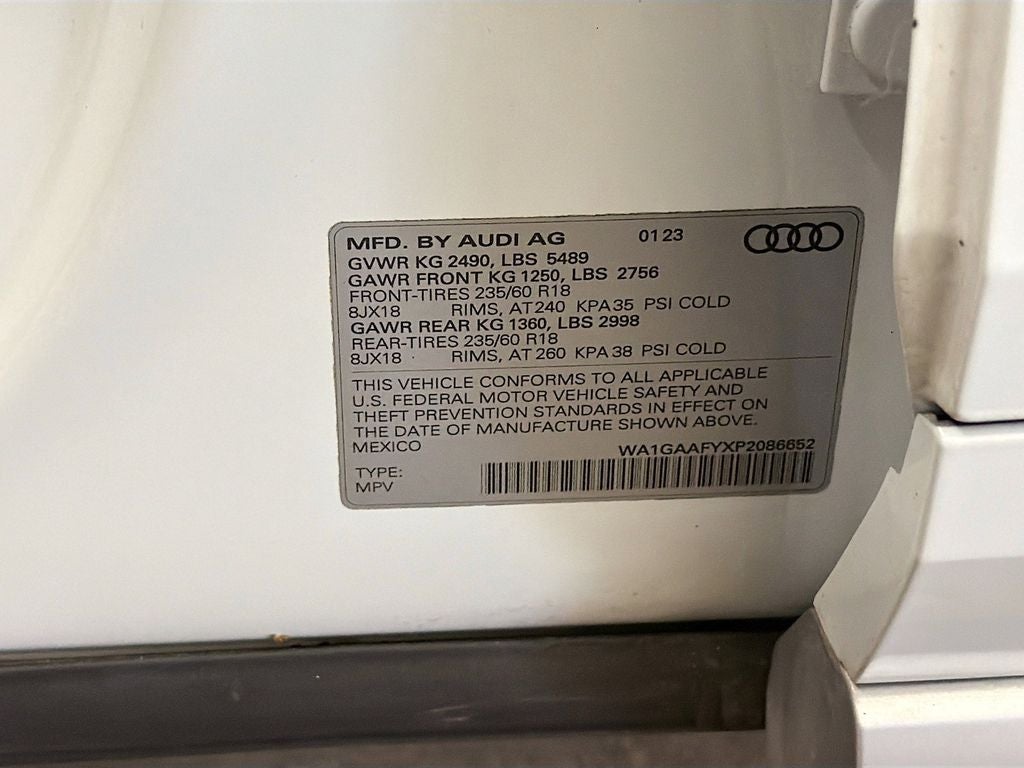 MFD. BY AUDI AG 0123
GVWR KG 2490, LBS 5489
GAWR FRONT KG 1250, LBS 2756
FRONT-TIRES 235/60 R18
8JX18 RIMS, AT 240 KPA 35 PSI COLD
GAWR REAR KG 1360, LBS 2998
REAR-TIRES 235/60 R18
8JX18 RIMS, AT 260 KPA 38 PSI COLD
THIS VEHICLE CONFORMS TO ALL APPLICABLE
U.S. FEDERAL MOTOR VEHICLE SAFETY AND
THEFT PREVENTION STANDARDS IN EFFECT ON
THE DATE OF MANUFACTURE SHOWN ABOVE.
MEXICO WA1GAAFYXP2086652
TYPE:
MPV